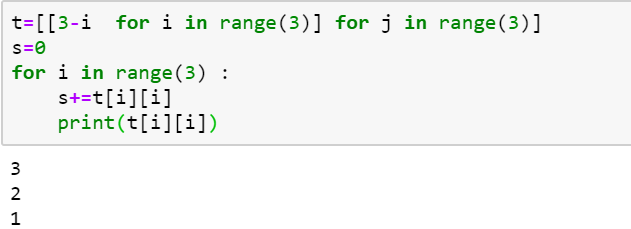 t=[[3-i  for i in range(3)] for j in range(3)]
s=0
for i in range(3) :
    s+=t[i][i]
    print(t[i][i])
3
2
1